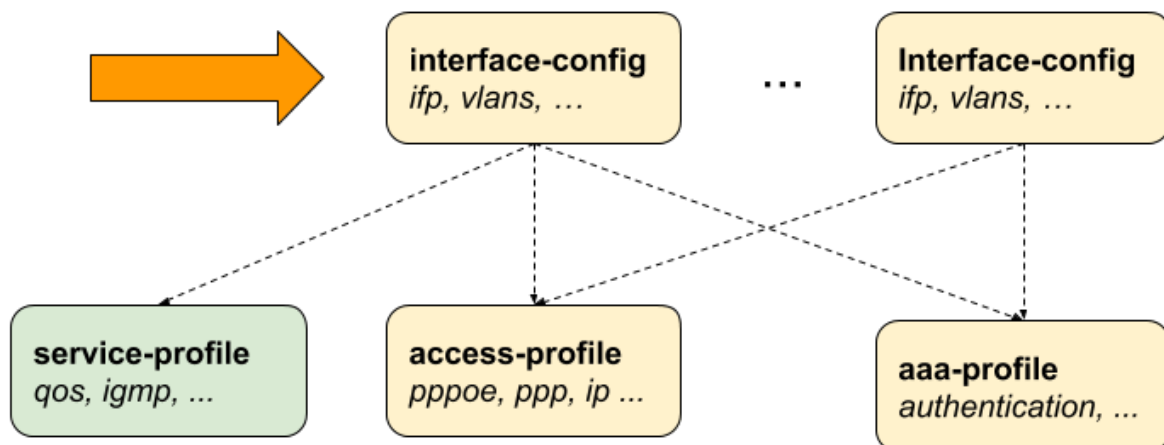 interface-config
ifp, vlans, …
...
Interface-config
ifp, vlans, …
service-profile
qos, igmp, ...
access-profile
pppoe, ppp, ip ...
aaa-profile
authentication, ...